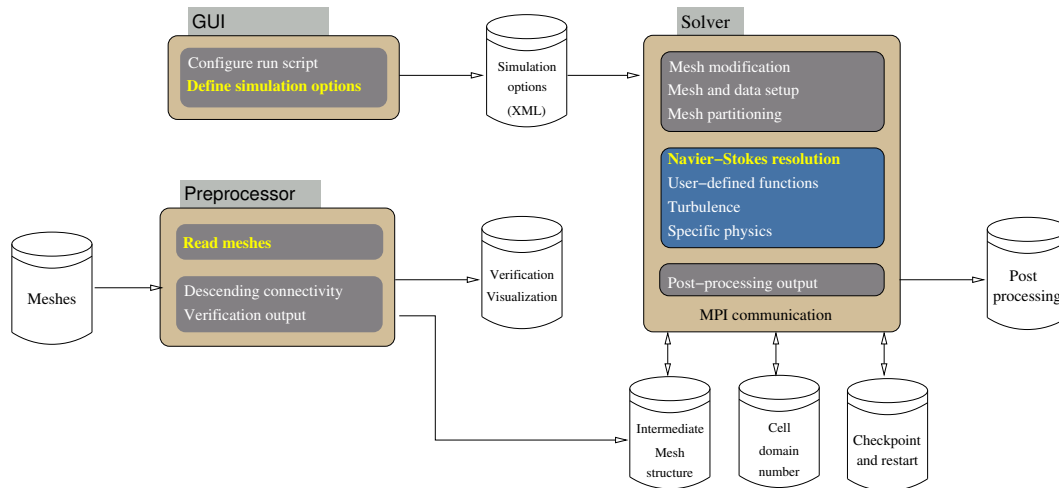 GUI
Configure run script
Define simulation options
Simulation
options
(XML)
Solver
Mesh modification
Mesh and data setup
Mesh partitioning
Navier−Stokes resolution
User−defined functions
Turbulence
Specific physics
Post−processing output
MPI communication
Preprocessor
Read meshes
Descending connectivity
Verification output
Meshes
Verification
Visualization
Post
processing
Intermediate
Mesh
structure
Cell
domain
number
Checkpoint
and restart